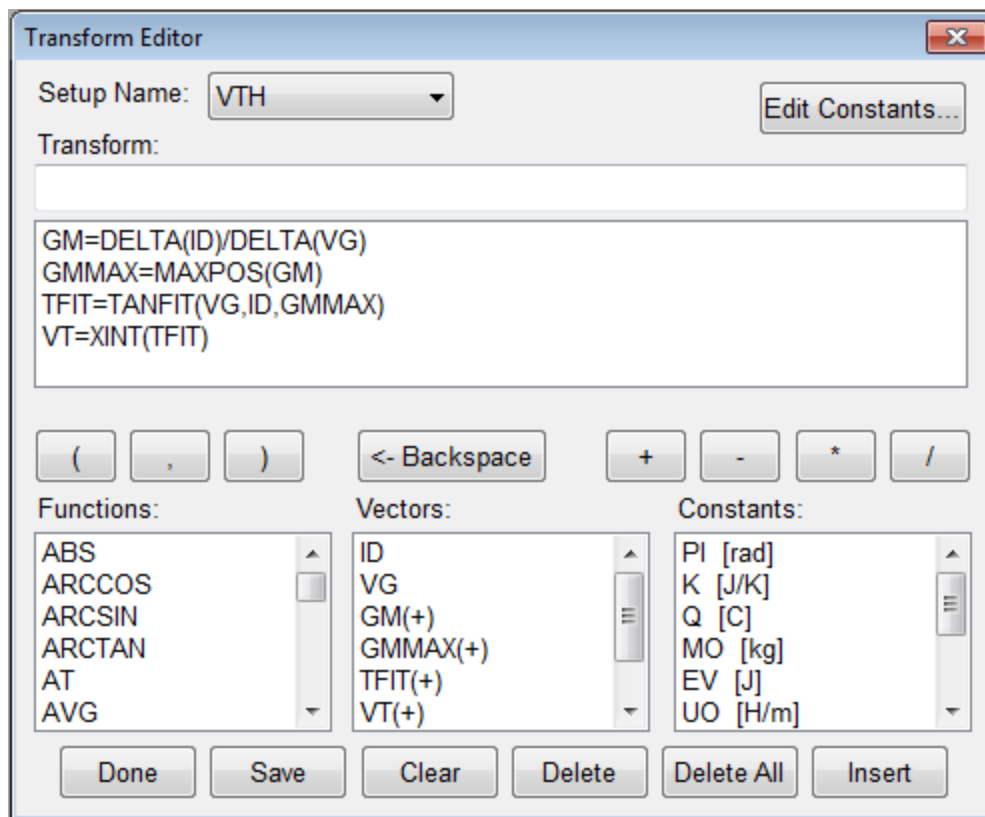 Transform Editor
Setup Name: VTH
Edit Constants...
Transform:
GM=DELTA(ID)/DELTA(VG)
GMMAX=MAXPOS(GM)
TFIT=TANFIT(VG,ID,GMMAX)
VT=XINT(TFIT)
( , ) <- Backspace + - * /
Functions: Vectors: Constants:
ABS ID PI [rad]
ARCCOS VG K [J/K]
ARCSIN GM(+) Q [C]
ARCTAN GMMAX(+) MO [kg]
AT TFIT(+) EV [J]
AVG VT(+) UO [H/m]
Done Save Clear Delete Delete All Insert